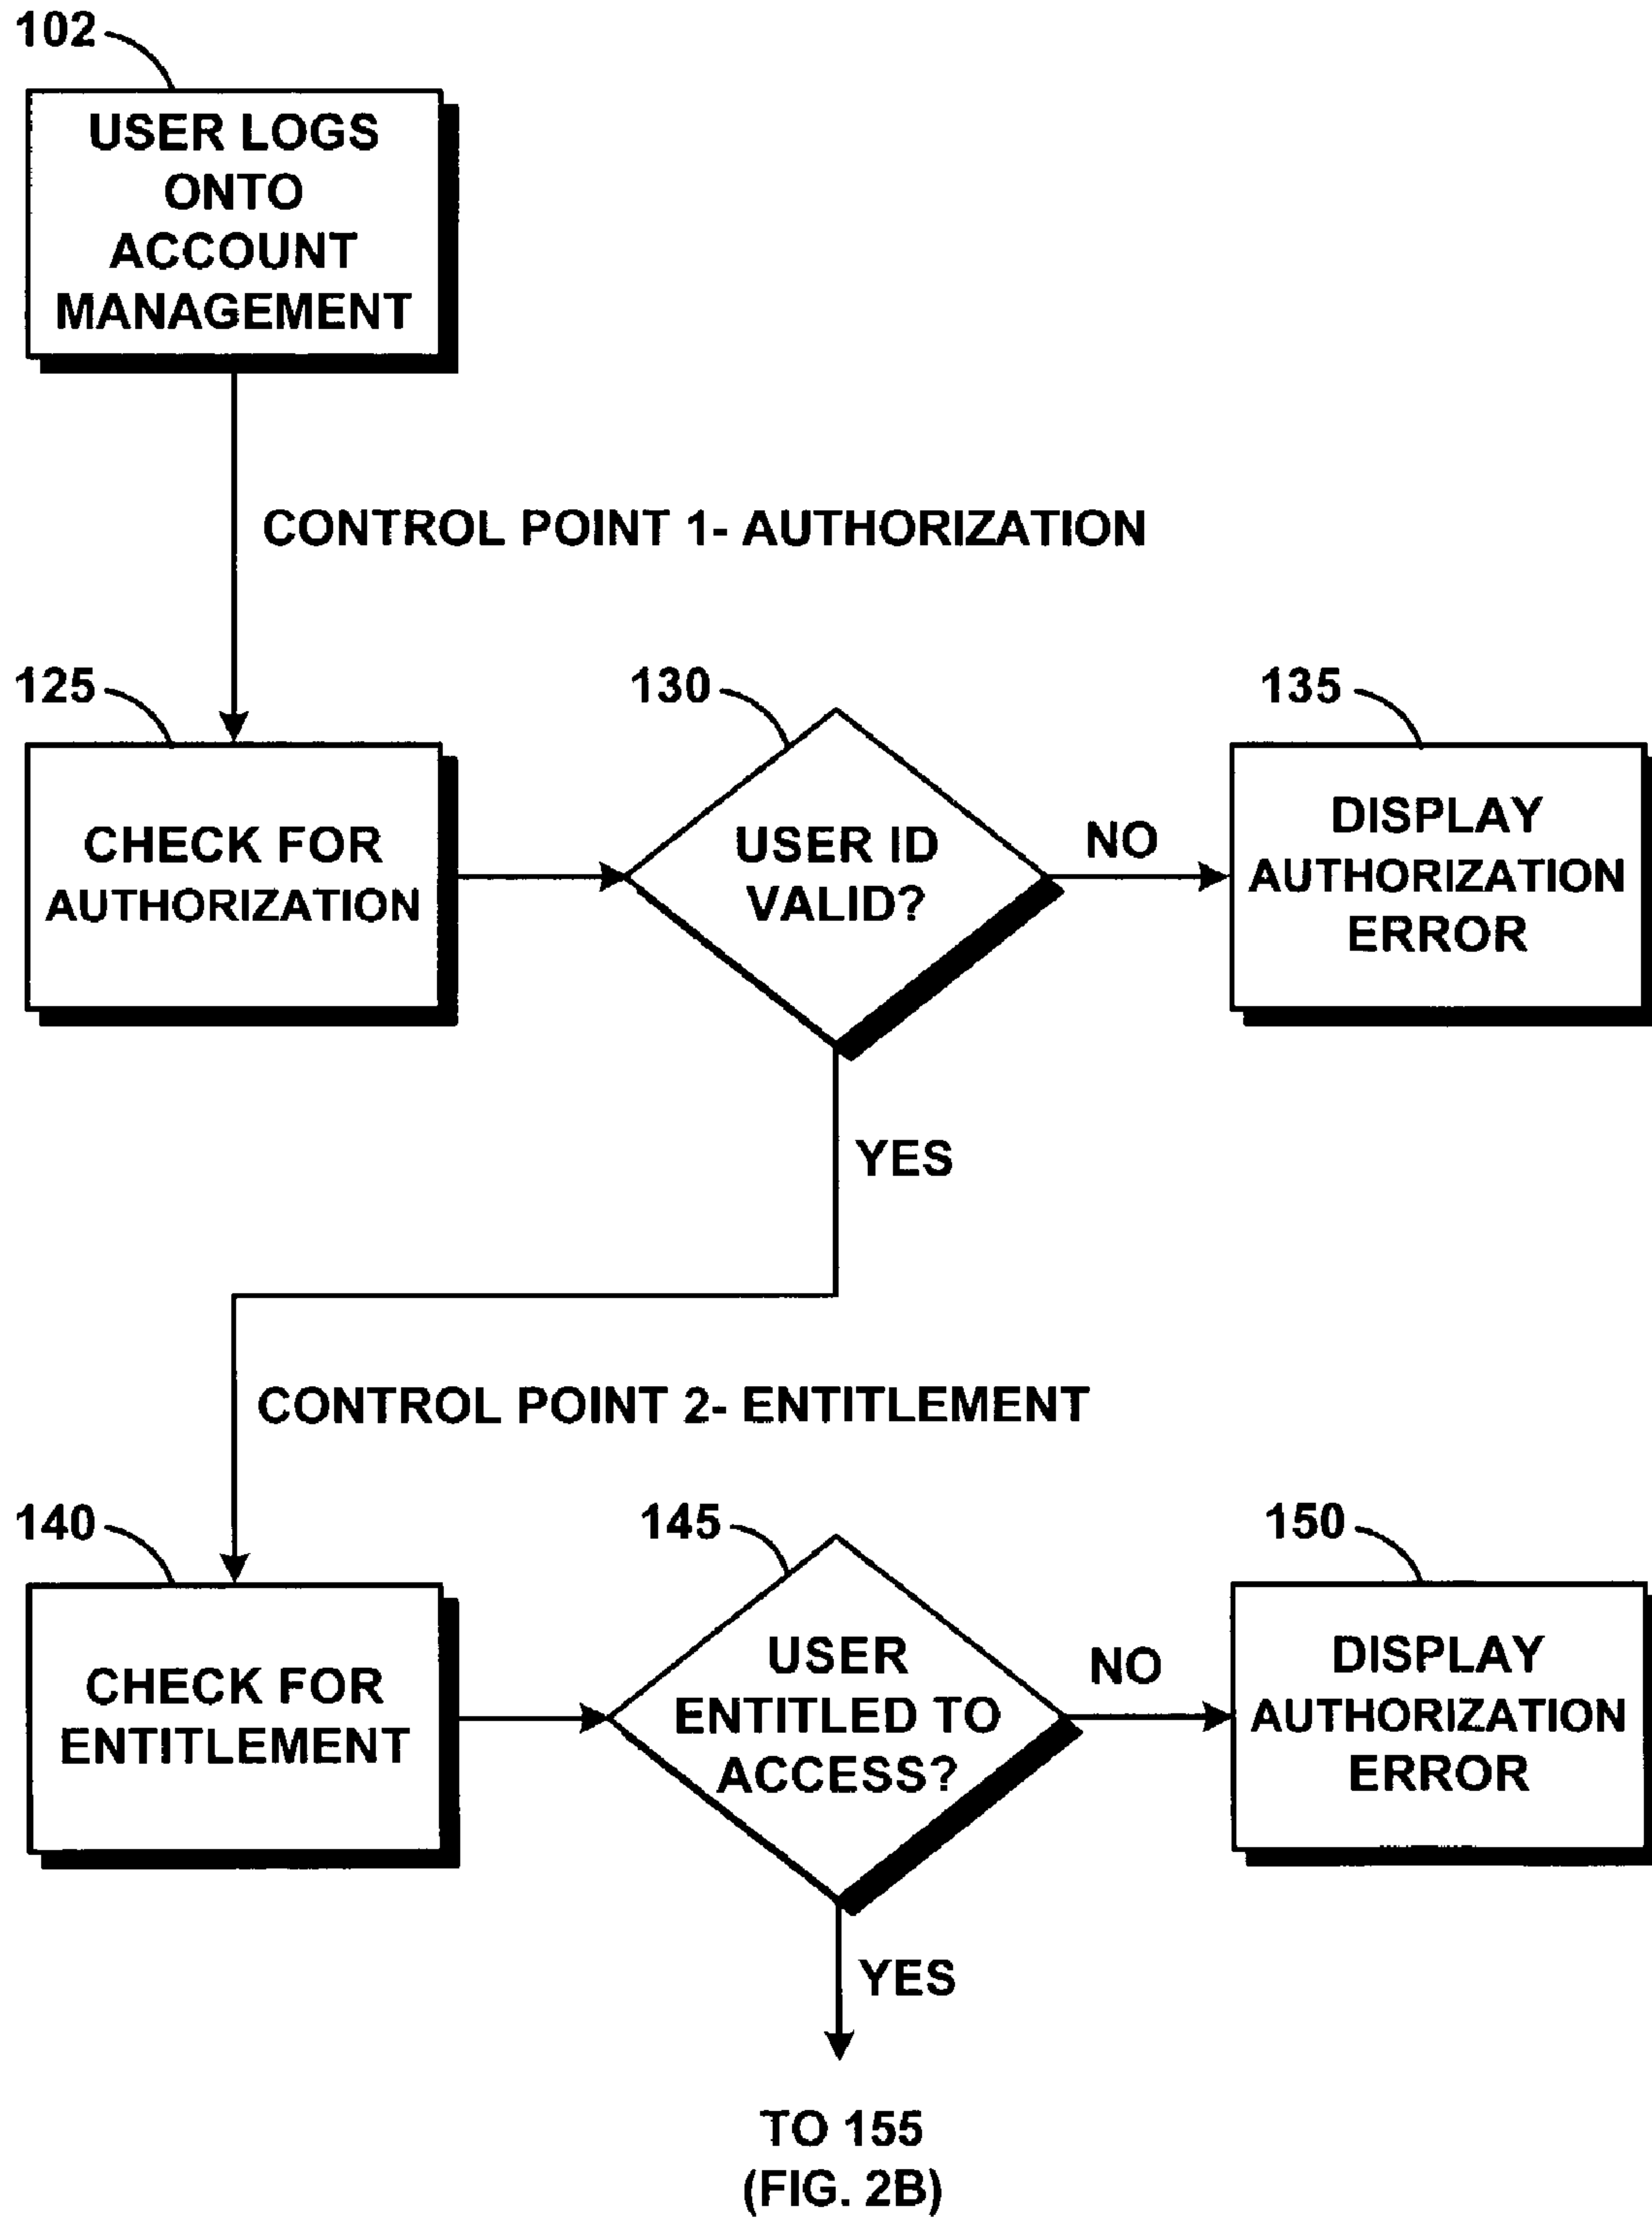 102
USER LOGS
ONTO
ACCOUNT
MANAGEMENT
CONTROL POINT 1- AUTHORIZATION
125
CHECK FOR
AUTHORIZATION
130
USER ID
VALID?
NO
135
DISPLAY
AUTHORIZATION
ERROR
YES
CONTROL POINT 2- ENTITLEMENT
140
CHECK FOR
ENTITLEMENT
145
USER
ENTITLED TO
ACCESS?
NO
150
DISPLAY
AUTHORIZATION
ERROR
YES
TO 155
(FIG. 2B)